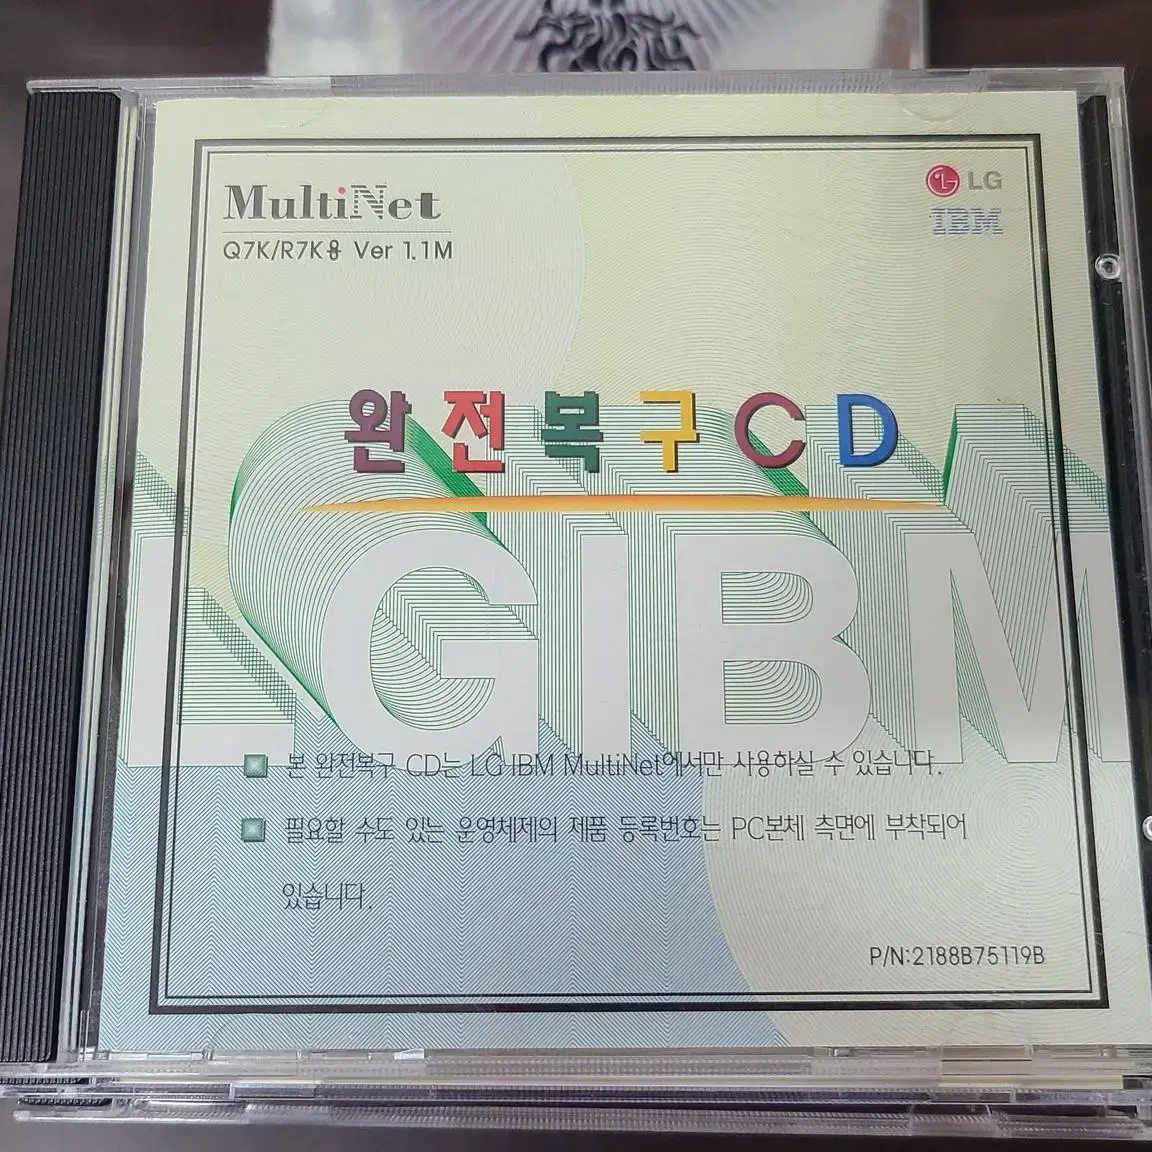 MultiNet
Q7K/R7K용 Ver 1.1M
LG
IBM
완전복구CD
LGIBM
본 완전복구 CD는 LG IBM MultiNet에서만 사용하실 수 있습니다.
필요할 수도 있는 운영체제의 제품 등록번호는 PC본체 측면에 부착되어
있습니다.
P/N:2188B75119B